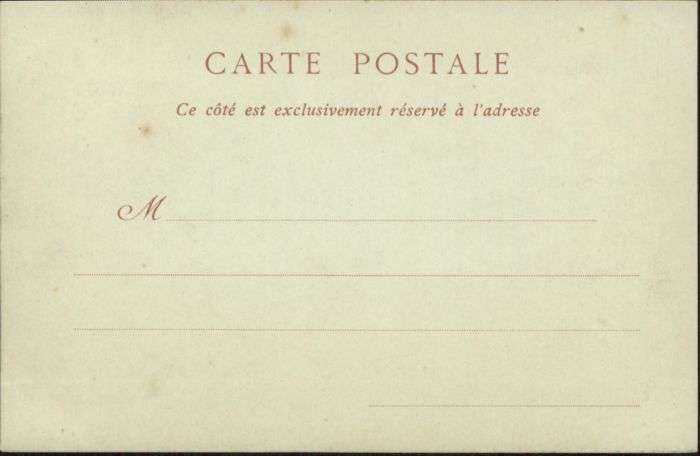 CARTE POSTALE
Ce côté est exclusivement réservé à l'adresse
M